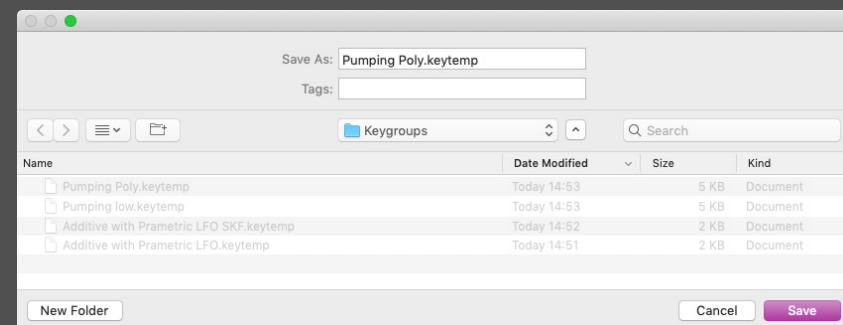 Save As: Pumping Poly.keytemp
Tags:
Keygroups Search
Name Date Modified Size Kind
Pumping Poly.keytemp Today 14:53 5 KB Document
Pumping low.keytemp Today 14:53 5 KB Document
Additive with Prametric LFO SKF.keytemp Today 14:52 2 KB Document
Additive with Prametric LFO.keytemp Today 14:51 2 KB Document
New Folder Cancel Save